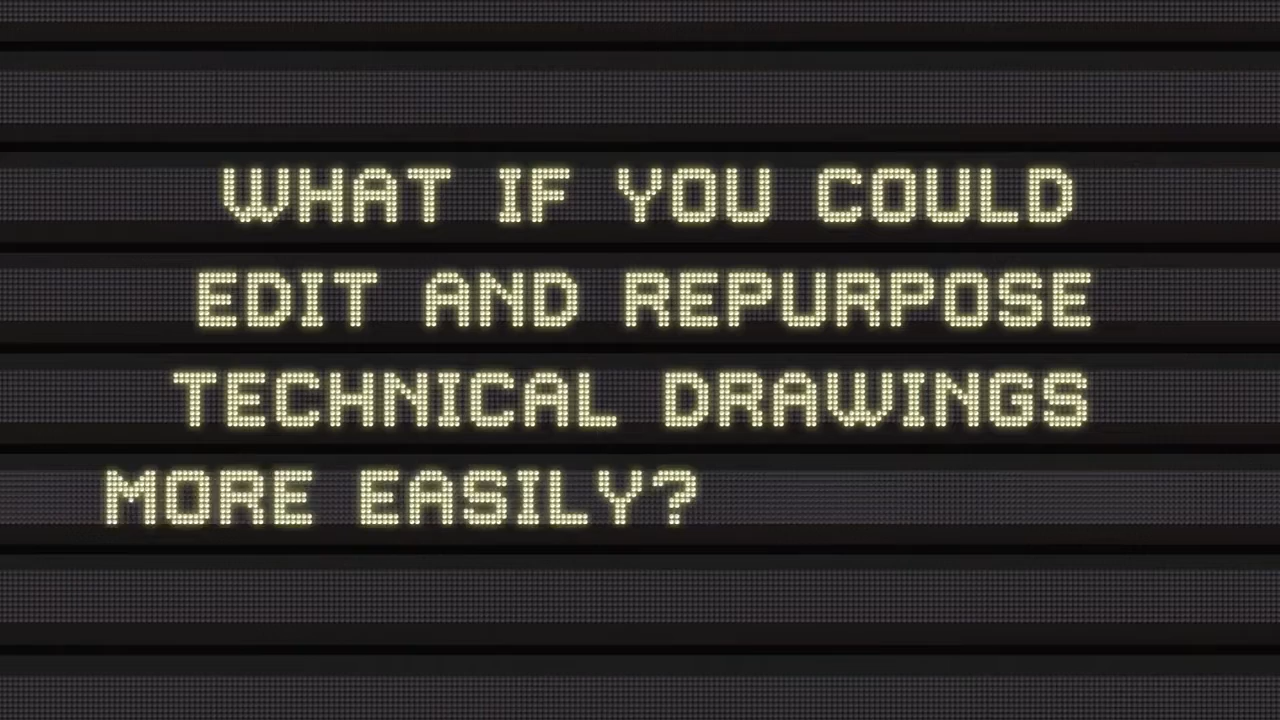 WHAT IF YOU COULD
EDIT AND REPURPOSE
TECHNICAL DRAWINGS
MORE EASILY?